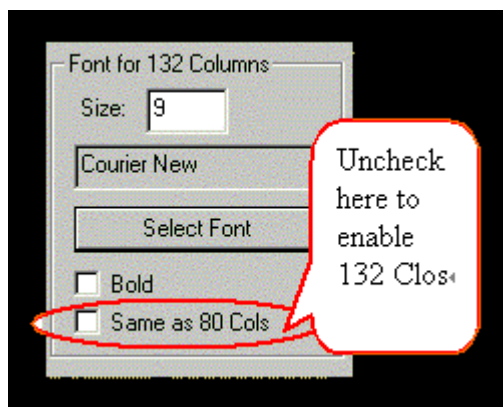 Font for 132 Columns
Size: 9
Courier New
Select Font
Bold
Same as 80 Cols
Uncheck
here to
enable
132 Clos